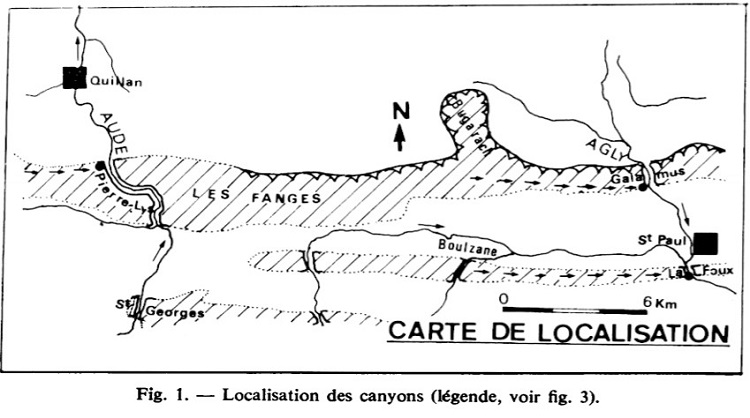 Quillan
AUDE
Pierre-Lys
LES FANGES
N
Bugarach
AGLY
Galamus
St Paul
Boulzane
La Foux
St Georges
0 6 Km
CARTE DE LOCALISATION
Fig. 1. — Localisation des canyons (légende, voir fig. 3).